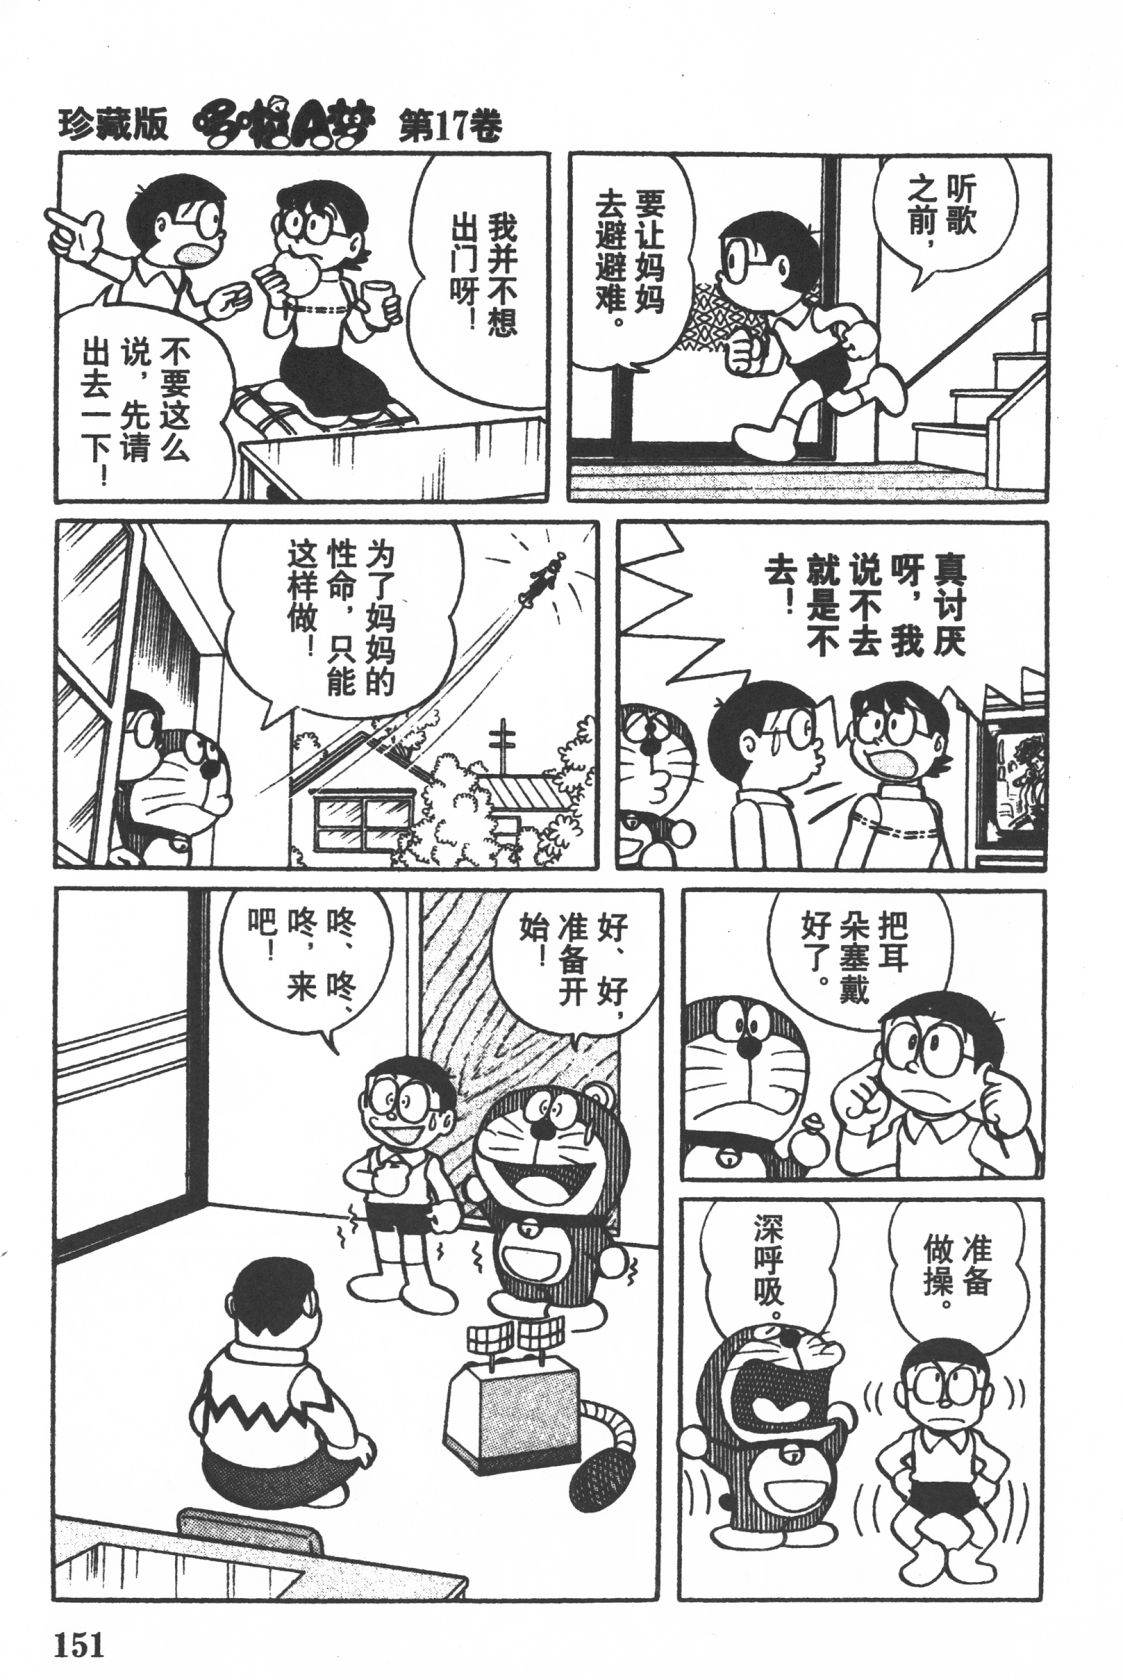 珍藏版 哆啦A梦 第17卷
听歌
之前，
要让妈妈
去避避难。
我并不想
出门呀！
不要这么
说，先请
出去一下！
真讨厌
呀，我
说不去
就是不
去！
为了妈妈的
性命，只能
这样做！
把耳
朵塞戴
好了。
准备
做操。
深呼吸。
好、好，
准备开
始！
咚、咚、
咚，来
吧！
151